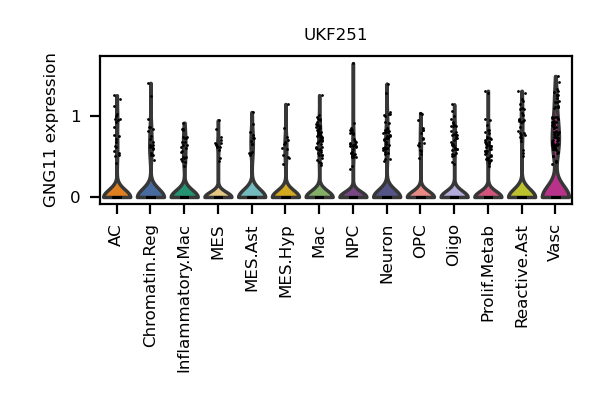 UKF251
GNG11 expression
1
0
AC
Chromatin.Reg
Inflammatory.Mac
MES
MES.Ast
MES.Hyp
Mac
NPC
Neuron
OPC
Oligo
Prolif.Metab
Reactive.Ast
Vasc